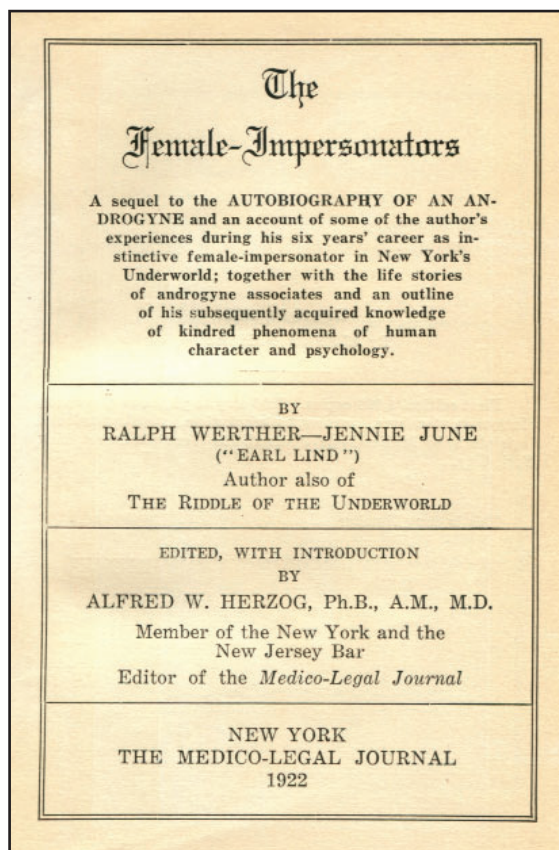 The
Female-Impersonators
A sequel to the AUTOBIOGRAPHY OF AN AN-
DROGYNE and an account of some of the author's
experiences during his six years' career as in-
stinctive female-impersonator in New York's
Underworld; together with the life stories
of androgyne associates and an outline
of his subsequently acquired knowledge
of kindred phenomena of human
character and psychology.
BY
RALPH WERTHER—JENNIE JUNE
("EARL LIND")
Author also of
THE RIDDLE OF THE UNDERWORLD
EDITED, WITH INTRODUCTION
BY
ALFRED W. HERZOG, Ph.B., A.M., M.D.
Member of the New York and the
New Jersey Bar
Editor of the Medico-Legal Journal
NEW YORK
THE MEDICO-LEGAL JOURNAL
1922